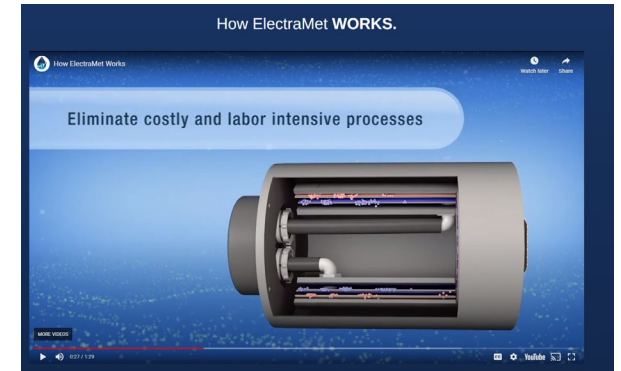 How ElectraMet WORKS.
How ElectraMet Works
Watch later
Share
Eliminate costly and labor intensive processes
MORE VIDEOS
0:27 / 1:29
CC
YouTube